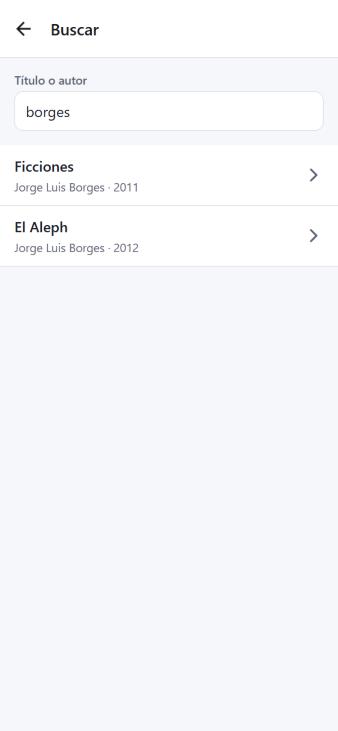 Buscar
Título o autor
borges
Ficciones
Jorge Luis Borges · 2011
El Aleph
Jorge Luis Borges · 2012